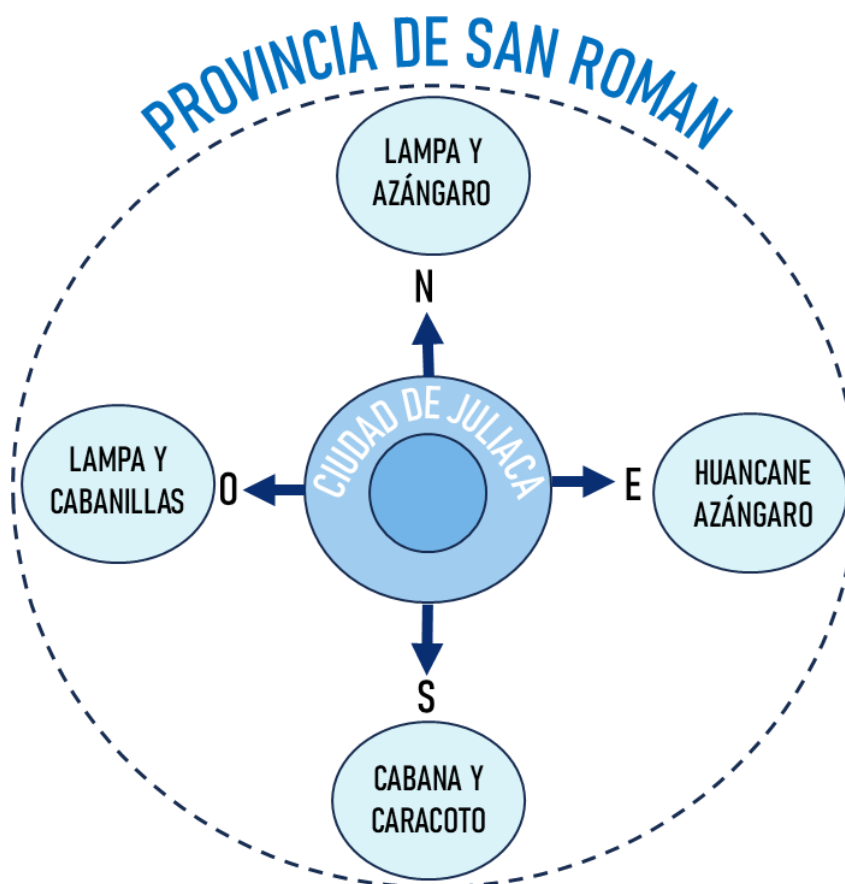 PROVINCIA DE SAN ROMAN
LAMPA Y
AZÁNGARO
N
CIUDAD DE JULIACA
LAMPA Y
CABANILLAS
O
E
HUANCANE
AZÁNGARO
S
CABANA Y
CARACOTO